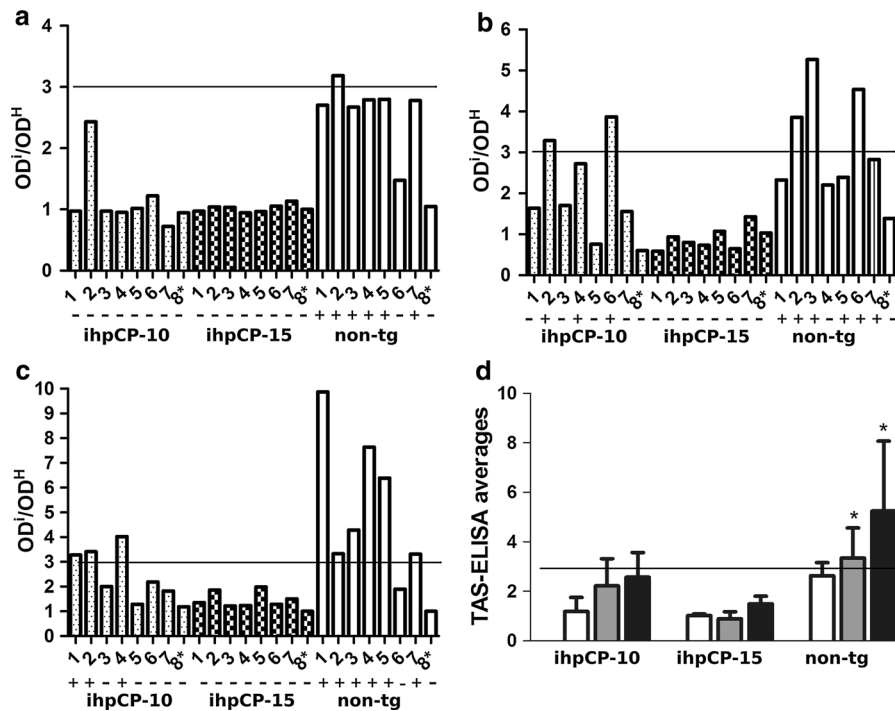 a
ODⁱ/ODᴴ
4
3
2
1
0
1 2 3 4 5 6 7 8* 1 2 3 4 5 6 7 8* 1 2 3 4 5 6 7 8*
- - - - - - - - - - - - - - - - + + + + + - + -
ihpCP-10 ihpCP-15 non-tg
b
ODⁱ/ODᴴ
6
5
4
3
2
1
0
1 2 3 4 5 6 7 8* 1 2 3 4 5 6 7 8* 1 2 3 4 5 6 7 8*
- + - + - + - - - - - - - - - - + + + + + + + -
ihpCP-10 ihpCP-15 non-tg
c
ODⁱ/ODᴴ
10
9
8
7
6
5
4
3
2
1
0
1 2 3 4 5 6 7 8* 1 2 3 4 5 6 7 8* 1 2 3 4 5 6 7 8*
+ + - + - - - - - - - - - - - - + + + + + - + -
ihpCP-10 ihpCP-15 non-tg
d
TAS-ELISA averages
10
8
6
4
2
0
* *
ihpCP-10 ihpCP-15 non-tg